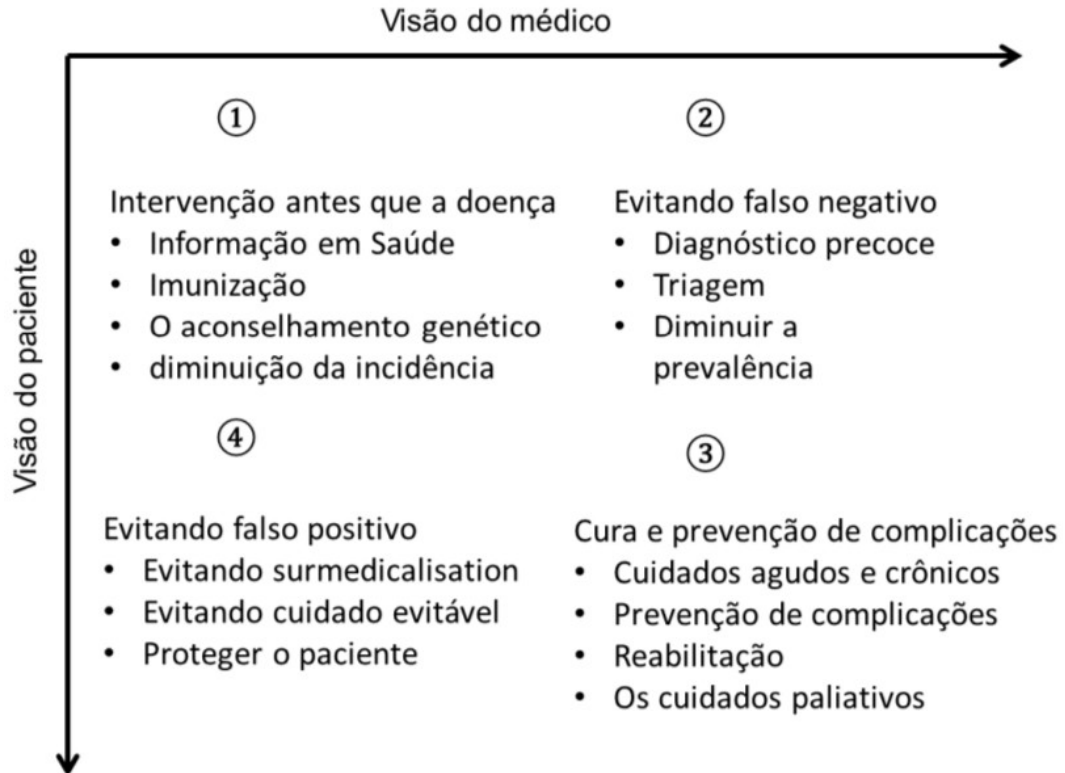 Visão do médico
Visão do paciente
①
Intervenção antes que a doença
• Informação em Saúde
• Imunização
• O aconselhamento genético
• diminuição da incidência
②
Evitando falso negativo
• Diagnóstico precoce
• Triagem
• Diminuir a
prevalência
④
Evitando falso positivo
• Evitando surmedicalisation
• Evitando cuidado evitável
• Proteger o paciente
③
Cura e prevenção de complicações
• Cuidados agudos e crônicos
• Prevenção de complicações
• Reabilitação
• Os cuidados paliativos